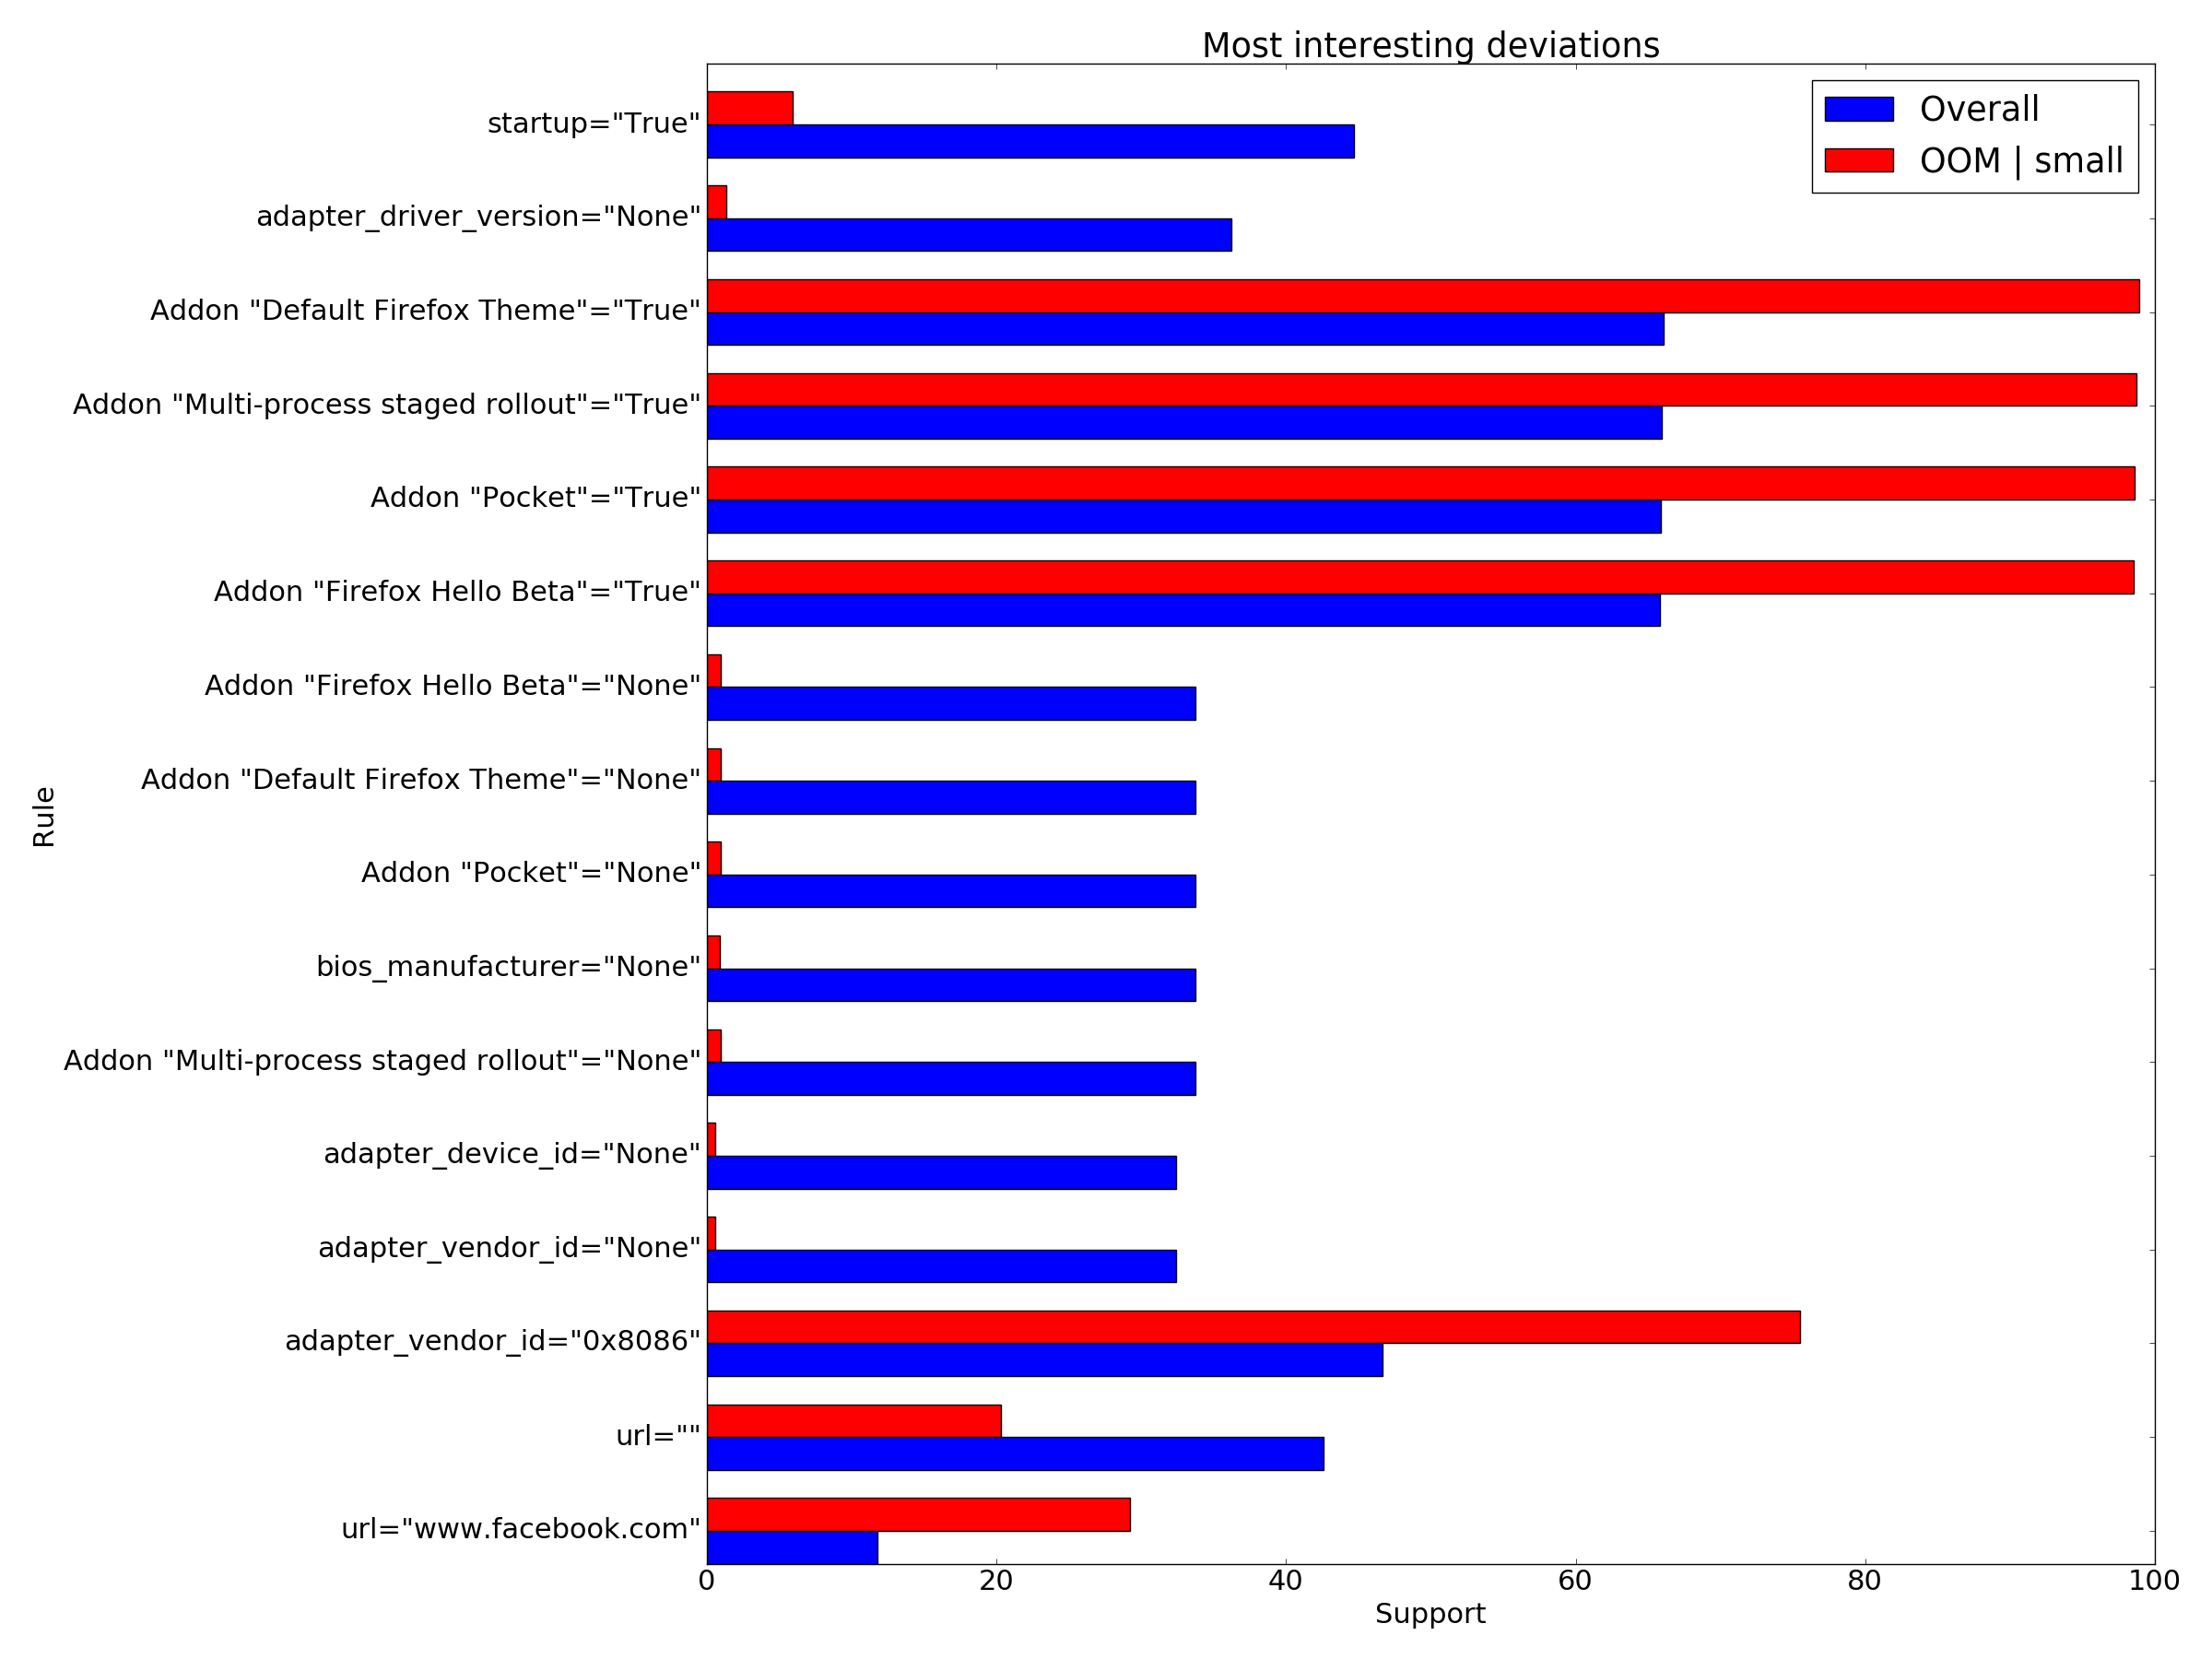 Most interesting deviations
Overall
OOM | small
startup="True"
adapter_driver_version="None"
Addon "Default Firefox Theme"="True"
Addon "Multi-process staged rollout"="True"
Addon "Pocket"="True"
Addon "Firefox Hello Beta"="True"
Addon "Firefox Hello Beta"="None"
Addon "Default Firefox Theme"="None"
Addon "Pocket"="None"
bios_manufacturer="None"
Addon "Multi-process staged rollout"="None"
adapter_device_id="None"
adapter_vendor_id="None"
adapter_vendor_id="0x8086"
url=""
url="www.facebook.com"
Rule
0 20 40 60 80 100
Support